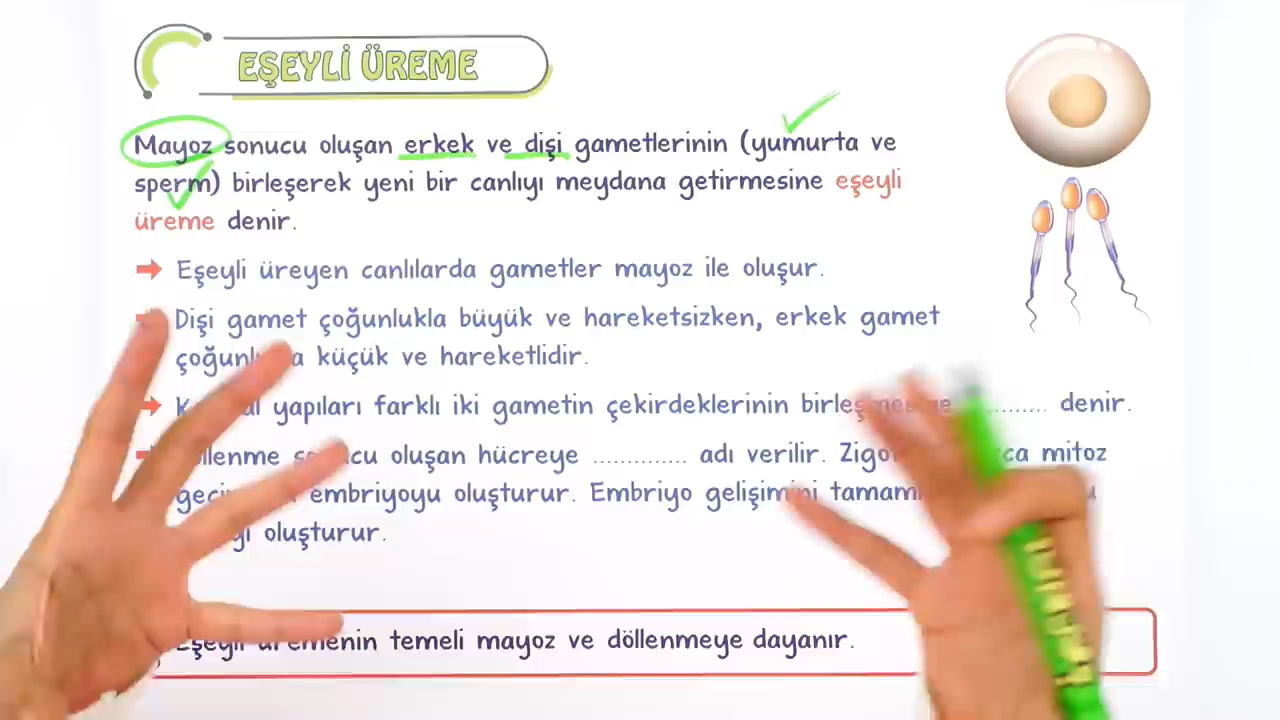 EŞEYLİ ÜREME
Mayoz sonucu oluşan erkek ve dişi gametlerinin (yumurta ve
sperm) birleşerek yeni bir canlıyı meydana getirmesine eşeyli
üreme denir.
Eşeyli üreyen canlılarda gametler mayoz ile oluşur.
Dişi gamet çoğunlukla büyük ve hareketsizken, erkek gamet
küçük ve hareketlidir.
yapıları farklı iki gametin çekirdeklerinin .......... denir.
oluşan hücreye .............. adı verilir. mitoz
embriyoyu oluşturur. Embriyo gelişimini
oluşturur.
Eşeyli üremenin temeli mayoz ve döllenmeye dayanır.